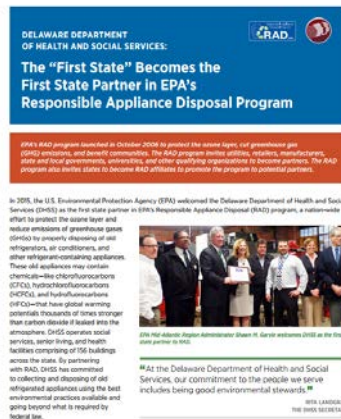 DELAWARE DEPARTMENT
OF HEALTH AND SOCIAL SERVICES:
RAD
The "First State" Becomes the
First State Partner in EPA's
Responsible Appliance Disposal Program
EPA's RAD program launched in October 2006 to protect the ozone layer, cut greenhouse gas
(GHG) emissions, and benefit communities. The RAD program invites utilities, retailers, manufacturers,
state and local governments, universities, and other qualifying organizations to become partners. The RAD
program also invites states to become RAD affiliates to promote the program to potential partners.
In 2015, the U.S. Environmental Protection Agency (EPA) welcomed the Delaware Department of Health and Social
Services (DHSS) as the first state partner in EPA's Responsible Appliance Disposal (RAD) program, a nation-wide
effort to protect the ozone layer and
reduce emissions of greenhouse gases
(GHGs) by properly disposing of old
refrigerators, air conditioners, and
other refrigerant-containing appliances.
These old appliances may contain
chemicals—like chlorofluorocarbons
(CFCs), hydrochlorofluorocarbons
(HCFCs), and hydrofluorocarbons
(HFCs)—that have global warming
potentials thousands of times stronger
than carbon dioxide if leaked into the
atmosphere. DHSS operates social
services, senior living, and health
facilities comprising of 156 buildings
across the state. By partnering
with RAD, DHSS has committed
to collecting and disposing of old
refrigerated appliances using the best
environmental practices available and
going beyond what is required by
federal law.
EPA Mid-Atlantic Region Administrator Shawn M. Garvin welcomes DHSS as the first
state partner to RAD.
"At the Delaware Department of Health and Social
Services, our commitment to the people we serve
includes being good environmental stewards."
RITA LANDGRAF
THE DHSS SECRETARY